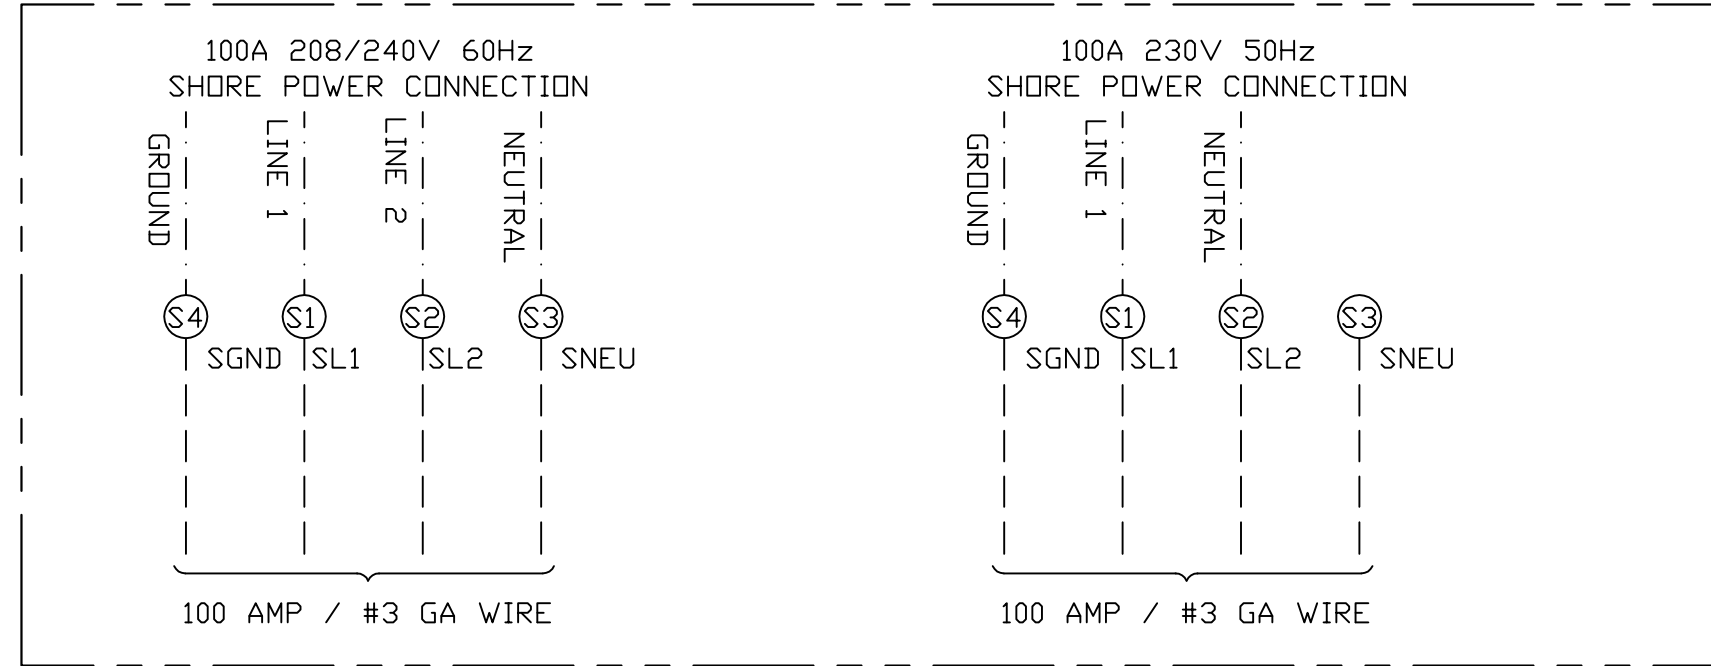 100A 208/240V 60Hz
SHORE POWER CONNECTION
GROUND
LINE 1
LINE 2
NEUTRAL
S4
S1
S2
S3
SGND
SL1
SL2
SNEU
100 AMP / #3 GA WIRE
100A 230V 50Hz
SHORE POWER CONNECTION
GROUND
LINE 1
NEUTRAL
S4
S1
S2
S3
SGND
SL1
SL2
SNEU
100 AMP / #3 GA WIRE